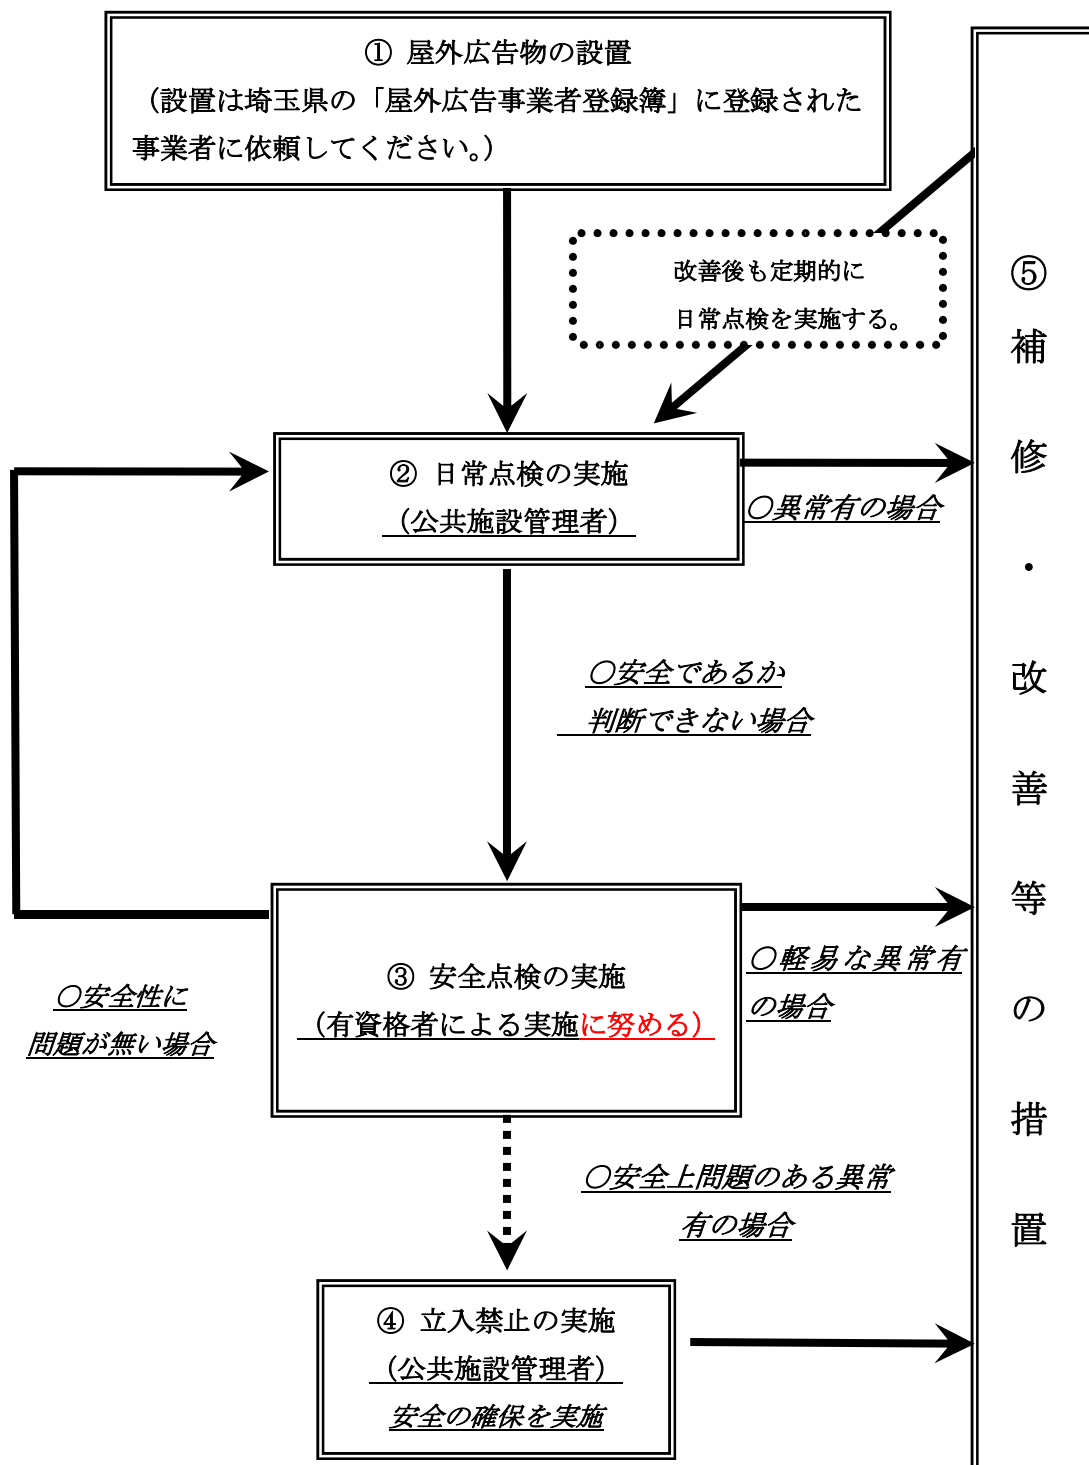 ① 屋外広告物の設置
（設置は埼玉県の「屋外広告事業者登録簿」に登録された
事業者に依頼してください。）
改善後も定期的に
日常点検を実施する。
② 日常点検の実施
（公共施設管理者）
〇異常有の場合
〇安全であるか
判断できない場合
③ 安全点検の実施
（有資格者による実施に努める）
〇軽易な異常有
の場合
〇安全性に
問題が無い場合
〇安全上問題のある異常
有の場合
④ 立入禁止の実施
（公共施設管理者）
安全の確保を実施
⑤補修・改善等の措置